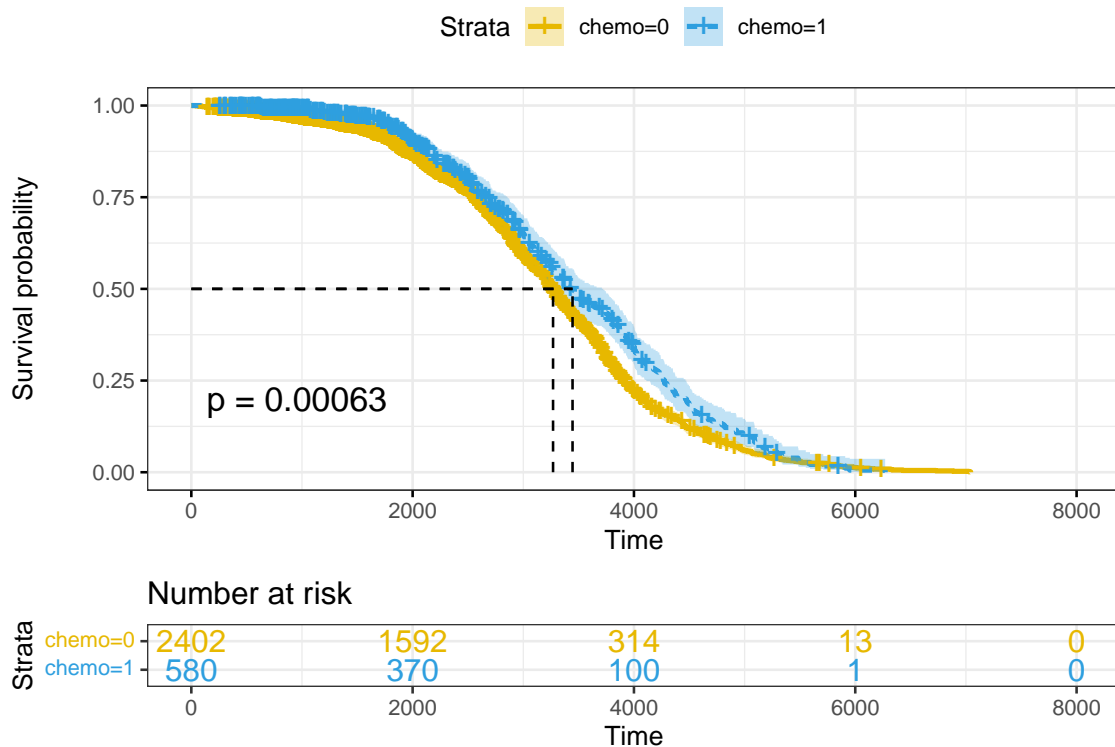 Strata chemo=0 chemo=1
Survival probability
1.00
0.75
0.50
0.25
0.00
p = 0.00063
0 2000 4000 6000 8000
Time
Number at risk
Strata
chemo=0 2402 1592 314 13 0
chemo=1 580 370 100 1 0
0 2000 4000 6000 8000
Time